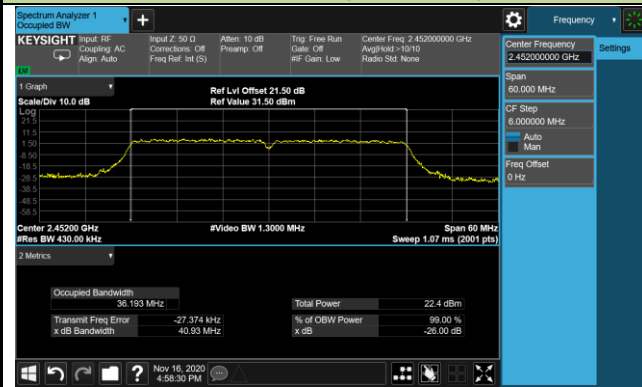 Spectrum Analyzer 1
Occupied BW
+
Frequency
KEYSIGHT
Input: RF
Coupling: AC
Align: Auto
Input Z: 50 Ω
Corrections: Off
Freq Ref: Int (S)
Atten: 10 dB
Preamp: Off
Trig: Free Run
Gate: Off
#IF Gain: Low
Center Freq: 2.452000000 GHz
Avg|Hold:>10/10
Radio Std: None
Center Frequency
2.452000000 GHz
Settings
Span
60.000 MHz
CF Step
6.000000 MHz
Auto
Man
Freq Offset
0 Hz
1 Graph
Scale/Div 10.0 dB
Ref Lvl Offset 21.50 dB
Ref Value 31.50 dBm
Log
21.5
11.5
1.50
-8.50
-18.5
-28.5
-38.5
-48.5
-58.5
Center 2.45200 GHz
#Video BW 1.3000 MHz
Span 60 MHz
#Res BW 430.00 kHz
Sweep 1.07 ms (2001 pts)
2 Metrics
Occupied Bandwidth
36.193 MHz
Total Power
22.4 dBm
Transmit Freq Error
-27.374 kHz
% of OBW Power
99.00 %
x dB Bandwidth
40.93 MHz
x dB
-26.00 dB
?
Nov 16, 2020
4:58:30 PM